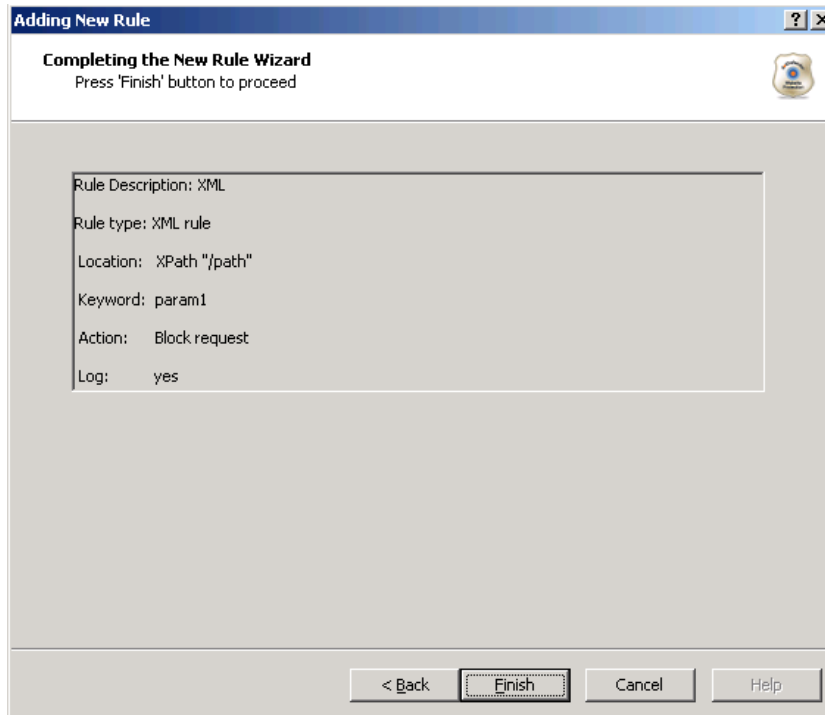 Adding New Rule
Completing the New Rule Wizard
Press 'Finish' button to proceed
Rule Description: XML
Rule type: XML rule
Location: XPath "/path"
Keyword: param1
Action: Block request
Log: yes
< Back Finish Cancel Help